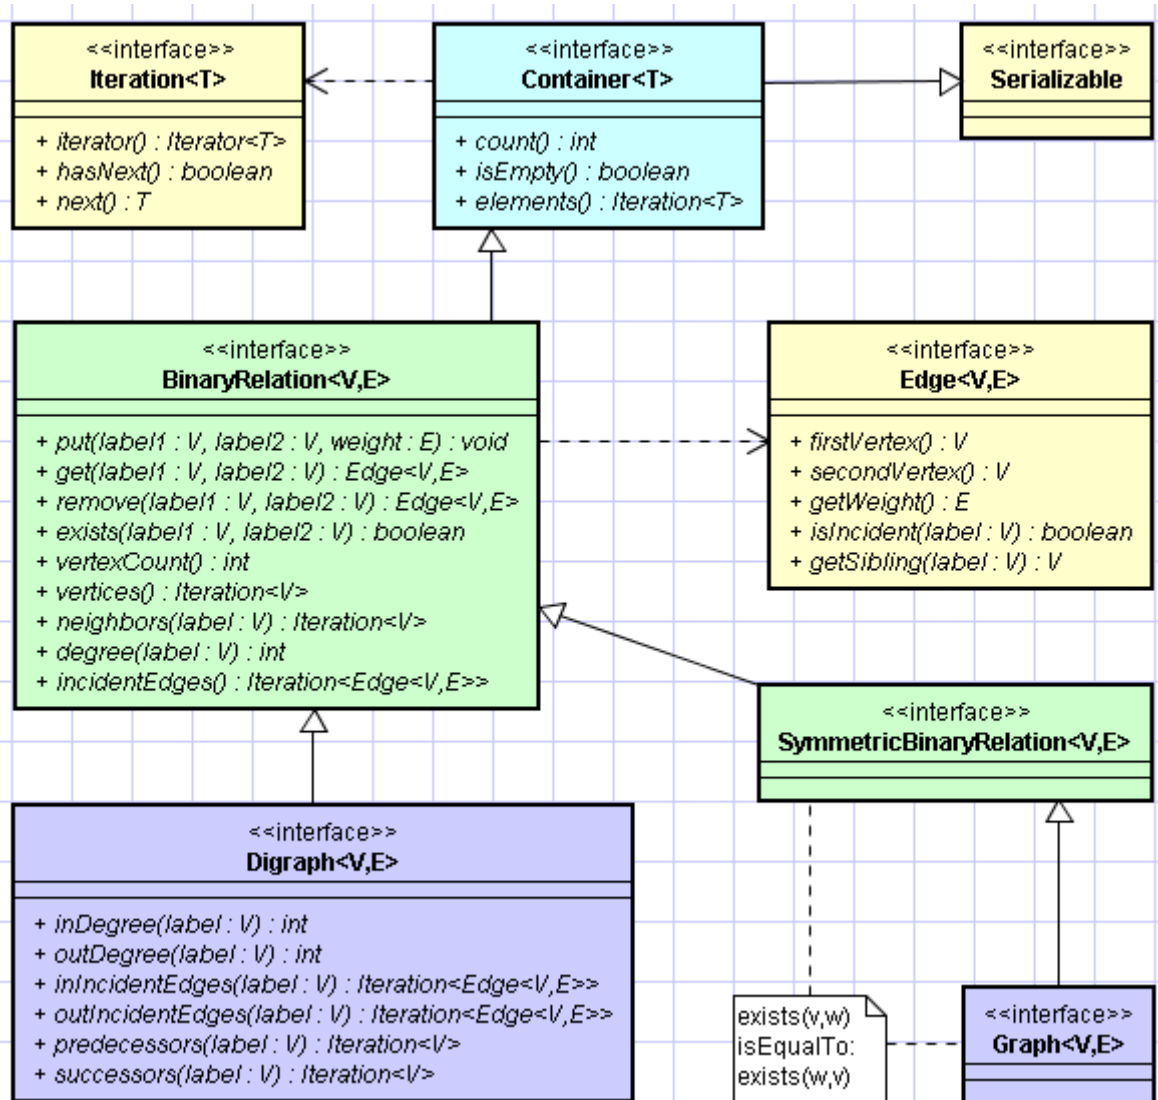 <<interface>>
Iteration<T>
+ iterator() : Iterator<T>
+ hasNext() : boolean
+ next() : T
<<interface>>
Container<T>
+ count() : int
+ isEmpty() : boolean
+ elements() : Iteration<T>
<<interface>>
Serializable
<<interface>>
BinaryRelation<V,E>
+ put(label1 : V, label2 : V, weight : E) : void
+ get(label1 : V, label2 : V) : Edge<V,E>
+ remove(label1 : V, label2 : V) : Edge<V,E>
+ exists(label1 : V, label2 : V) : boolean
+ vertexCount() : int
+ vertices() : Iteration<V>
+ neighbors(label : V) : Iteration<V>
+ degree(label : V) : int
+ incidentEdges() : Iteration<Edge<V,E>>
<<interface>>
Edge<V,E>
+ firstVertex() : V
+ secondVertex() : V
+ getWeight() : E
+ isIncident(label : V) : boolean
+ getSibling(label : V) : V
<<interface>>
SymmetricBinaryRelation<V,E>
<<interface>>
Digraph<V,E>
+ inDegree(label : V) : int
+ outDegree(label : V) : int
+ inIncidentEdges(label : V) : Iteration<Edge<V,E>>
+ outIncidentEdges(label : V) : Iteration<Edge<V,E>>
+ predecessors(label : V) : Iteration<V>
+ successors(label : V) : Iteration<V>
exists(v,w)
isEqualTo:
exists(w,v)
<<interface>>
Graph<V,E>